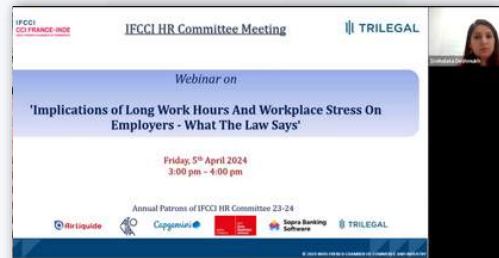 IFCCI
CCI FRANCE-INDE
IFCCI HR Committee Meeting
TRILEGAL
Webinar on
'Implications of Long Work Hours And Workplace Stress On
Employers - What The Law Says'
Friday, 5th April 2024
3:00 pm – 4:00 pm
Annual Patrons of IFCCI HR Committee 23-24
Air Liquide
Capgemini
Sopra Banking
Software
TRILEGAL